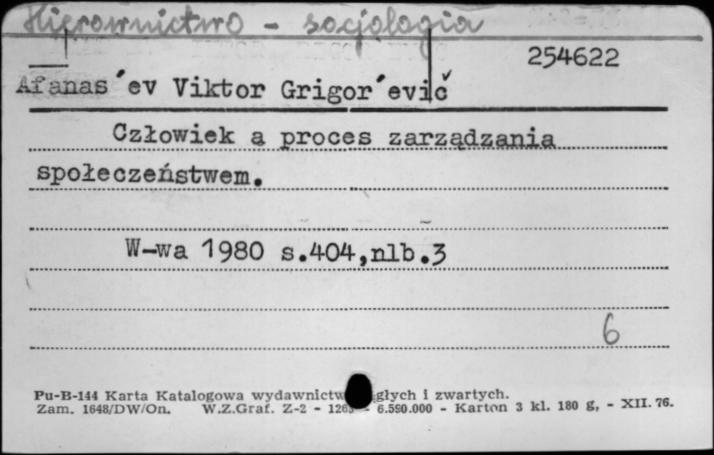 Kierownictwo - socjologia
254622
Afanas´ev Viktor Grigor´evič
Człowiek a proces zarządzania
społeczeństwem.
W-wa 1980 s.404,nlb.3
6
Pu-B-144 Karta Katalogowa wydawnictw głych i zwartych.
Zam. 1648/DW/On. W.Z.Graf. Z-2 - 6.590.000 - Karton 3 kl. 180 g, - XII. 76.